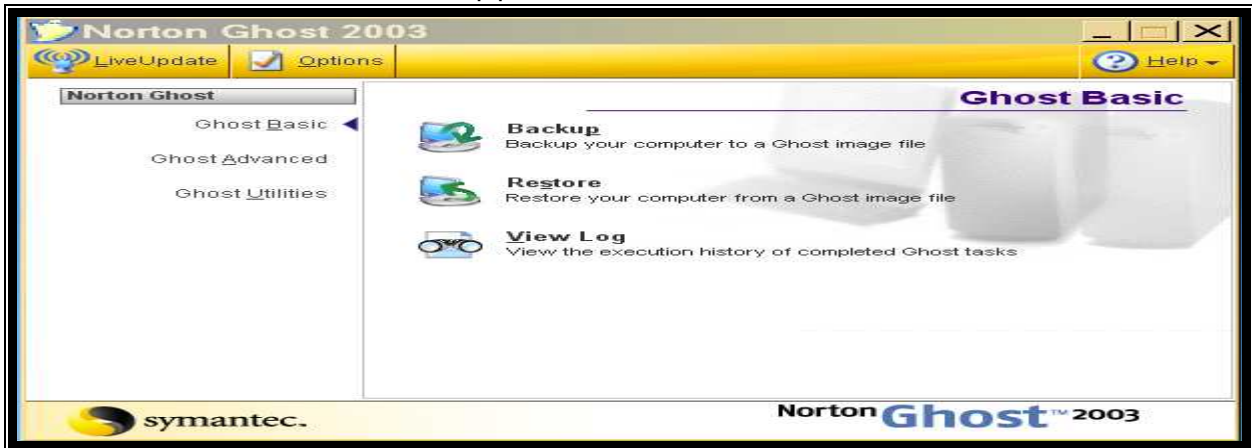 Norton Ghost 2003
LiveUpdate Options Help
Norton Ghost
Ghost Basic
Ghost Advanced
Ghost Utilities
Ghost Basic
Backup
Backup your computer to a Ghost image file
Restore
Restore your computer from a Ghost image file
View Log
View the execution history of completed Ghost tasks
symantec.
Norton Ghost™ 2003